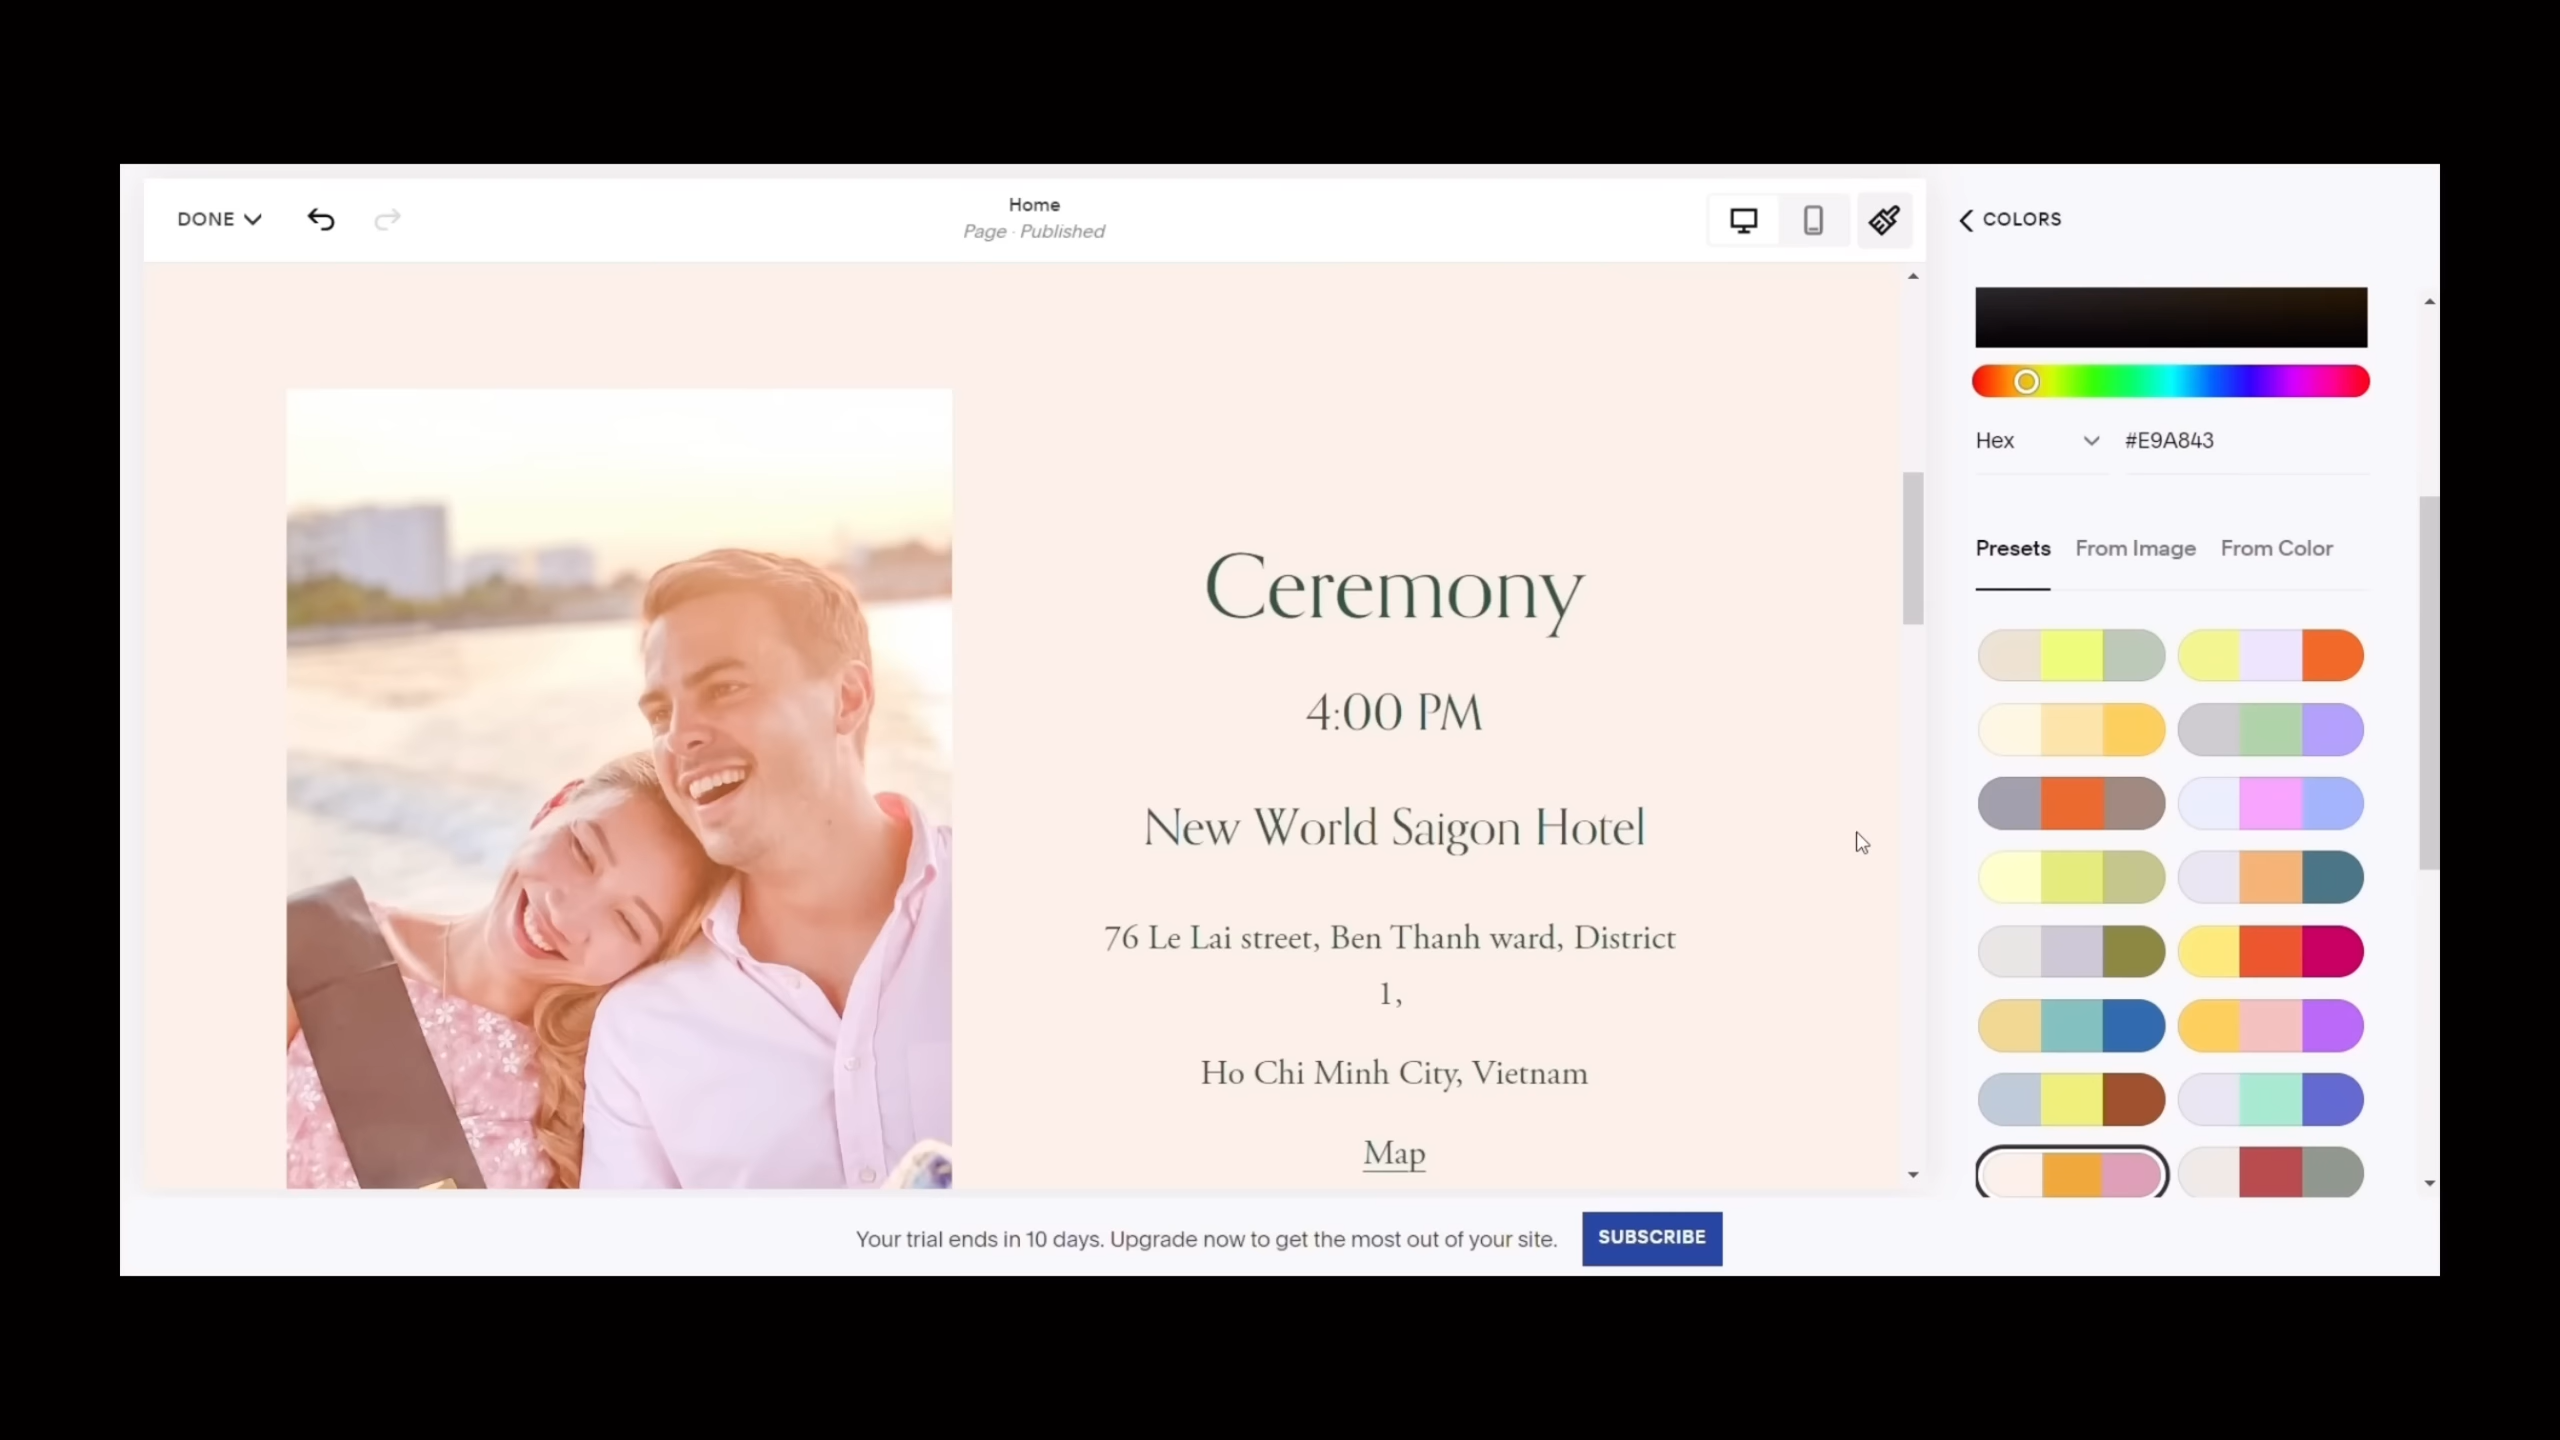 DONE
Home
Page · Published
COLORS
Hex #E9A843
Presets From Image From Color
Ceremony
4:00 PM
New World Saigon Hotel
76 Le Lai street, Ben Thanh ward, District
1,
Ho Chi Minh City, Vietnam
Map
Your trial ends in 10 days. Upgrade now to get the most out of your site. SUBSCRIBE